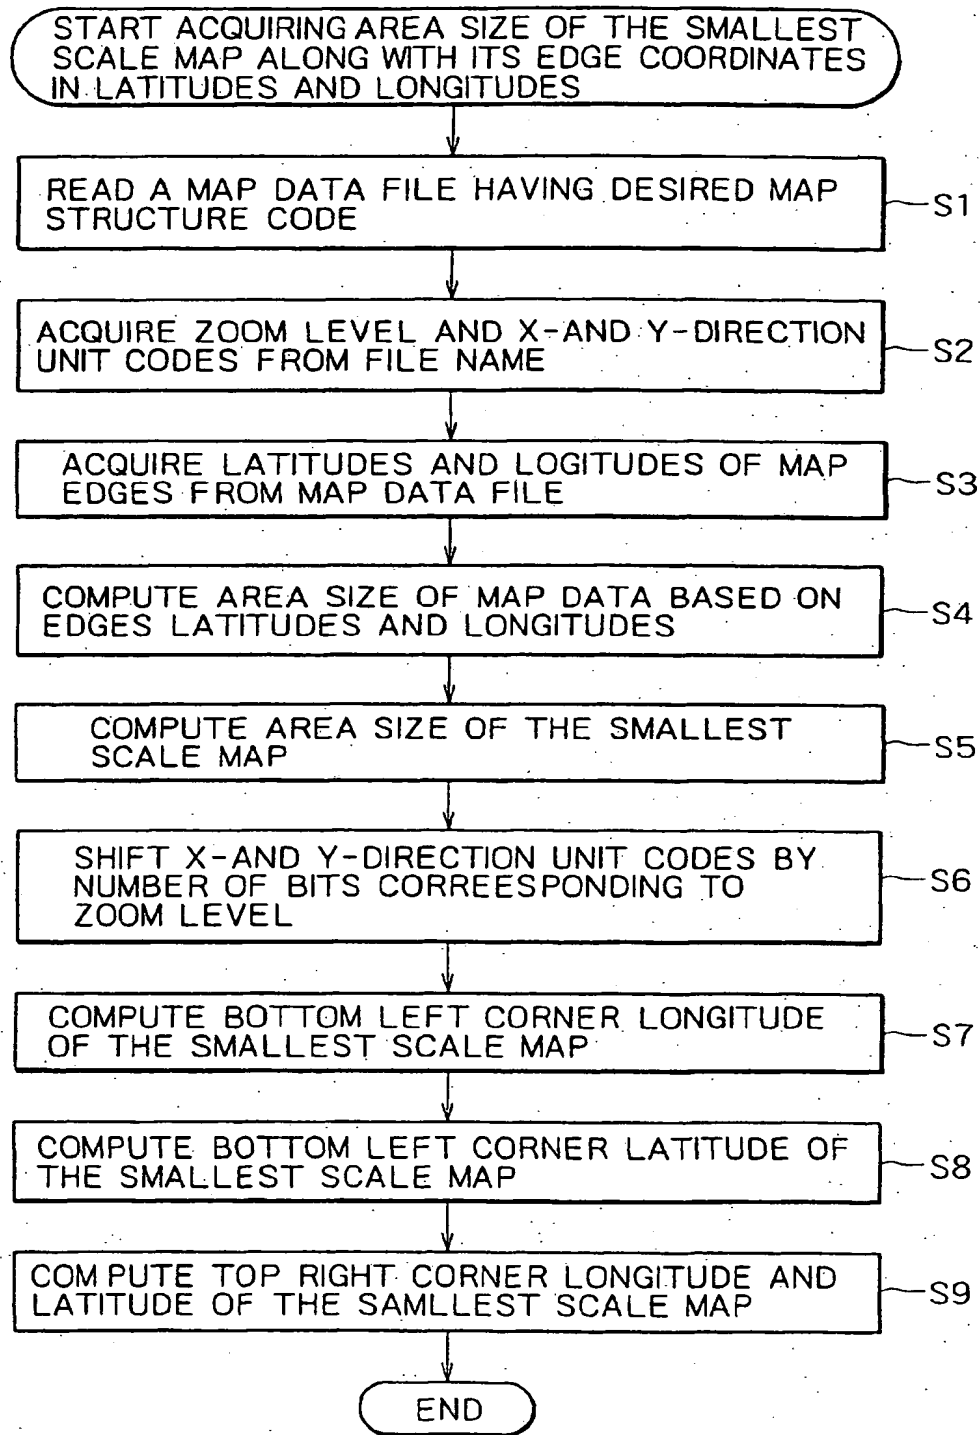 START ACQUIRING AREA SIZE OF THE SMALLEST
SCALE MAP ALONG WITH ITS EDGE COORDINATES
IN LATITUDES AND LONGITUDES
READ A MAP DATA FILE HAVING DESIRED MAP
STRUCTURE CODE
S1
ACQUIRE ZOOM LEVEL AND X-AND Y-DIRECTION
UNIT CODES FROM FILE NAME
S2
ACQUIRE LATITUDES AND LOGITUDES OF MAP
EDGES FROM MAP DATA FILE
S3
COMPUTE AREA SIZE OF MAP DATA BASED ON
EDGES LATITUDES AND LONGITUDES
S4
COMPUTE AREA SIZE OF THE SMALLEST
SCALE MAP
S5
SHIFT X-AND Y-DIRECTION UNIT CODES BY
NUMBER OF BITS CORREESPONDING TO
ZOOM LEVEL
S6
COMPUTE BOTTOM LEFT CORNER LONGITUDE
OF THE SMALLEST SCALE MAP
S7
COMPUTE BOTTOM LEFT CORNER LATITUDE OF
THE SMALLEST SCALE MAP
S8
COMPUTE TOP RIGHT CORNER LONGITUDE AND
LATITUDE OF THE SAMLLEST SCALE MAP
S9
END